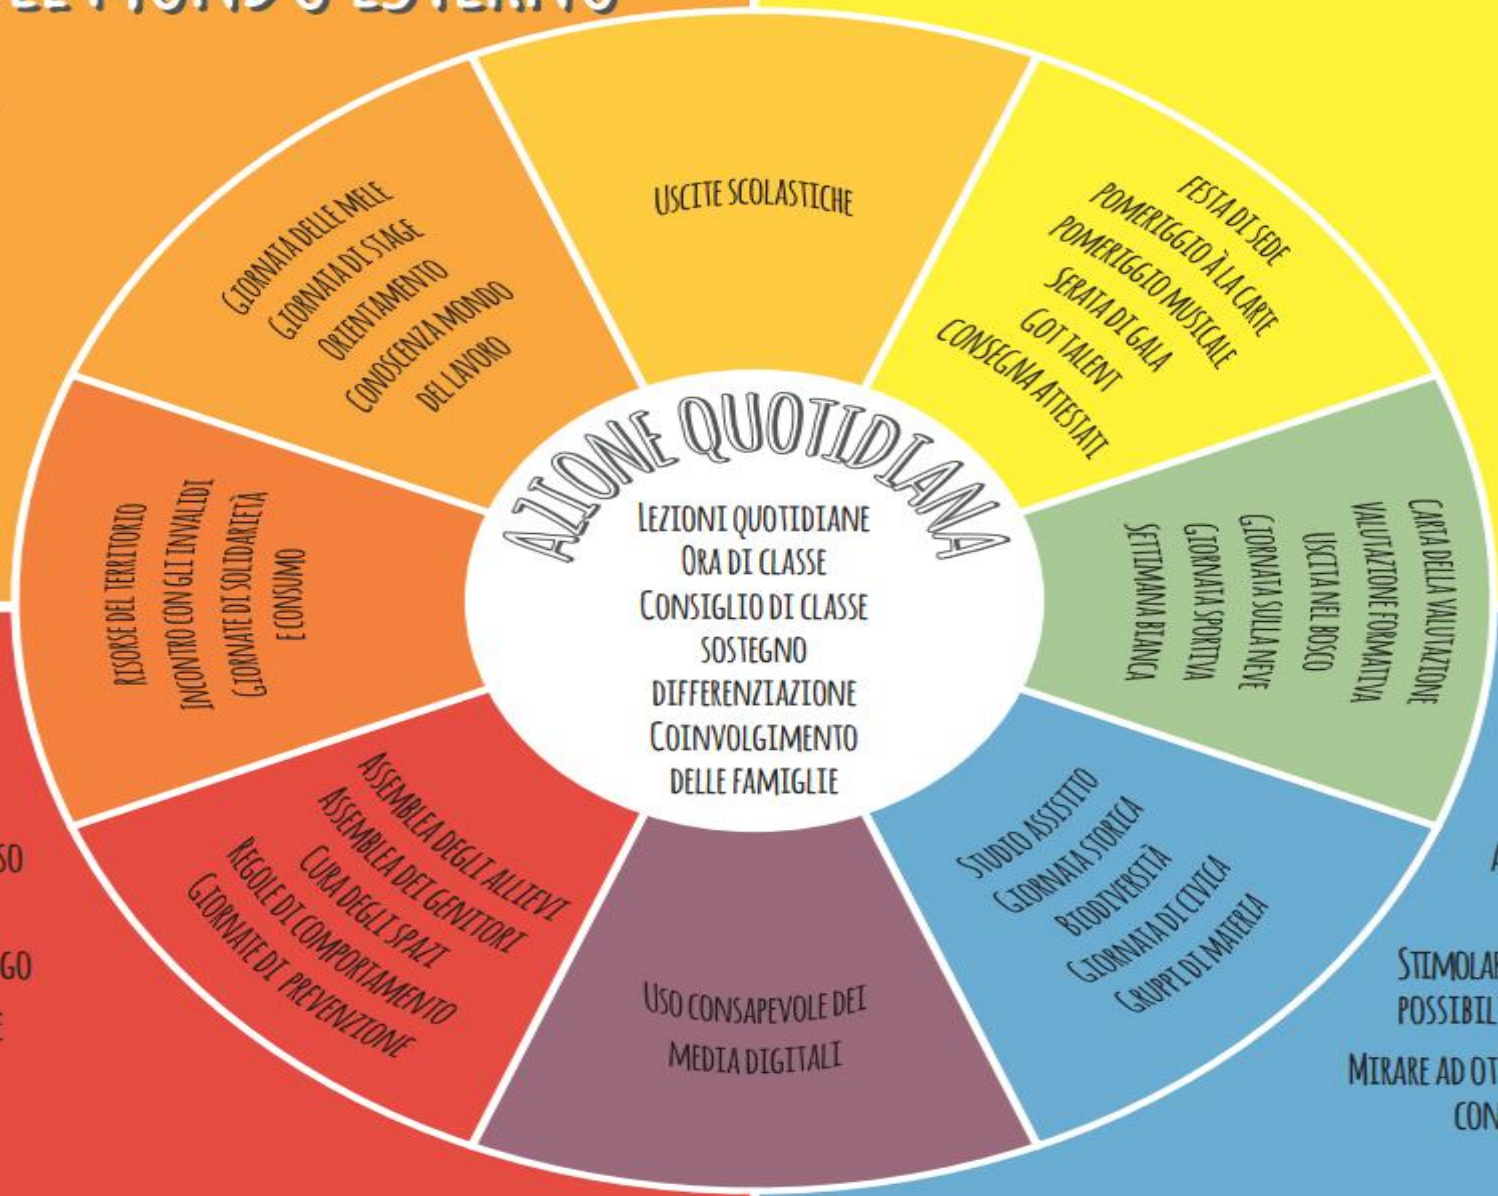 USCITE SCOLASTICHE
FESTA DI SEDE
POMERIGGIO À LA CARTE
POMERIGGIO MUSICALE
SERATA DI GALA
GOT TALENT
CONSEGNA ATTESTATI
CARTA DELLA VALUTAZIONE
VALUTAZIONE FORMATIVA
USCITA NEL BOSCO
GIORNATA SULLA NEVE
GIORNATA SPORTIVA
SETTIMANA BIANCA
STUDIO ASSISTITO
GIORNATA STORICA
BIODIVERSITÀ
GIORNATA DI CIVICA
GRUPPI DI MATERIA
USO CONSAPEVOLE DEI
MEDIA DIGITALI
ASSEMBLEA DEGLI ALLIEVI
ASSEMBLEA DEI GENITORI
CURA DEGLI SPAZI
REGOLE DI COMPORTAMENTO
GIORNATE DI PREVENZIONE
RISORSE DEL TERRITORIO
INCONTRO CON GLI INVALIDI
GIORNATE DI SOLIDARIETÀ
E CONSUMO
GIORNATA DELLE MELE
GIORNATA DI STAGE
ORIENTAMENTO
CONOSCENZA MONDO
DEL LAVORO
AZIONE QUOTIDIANA
LEZIONI QUOTIDIANE
ORA DI CLASSE
CONSIGLIO DI CLASSE
SOSTEGNO
DIFFERENZIAZIONE
COINVOLGIMENTO
DELLE FAMIGLIE
MIRARE AD